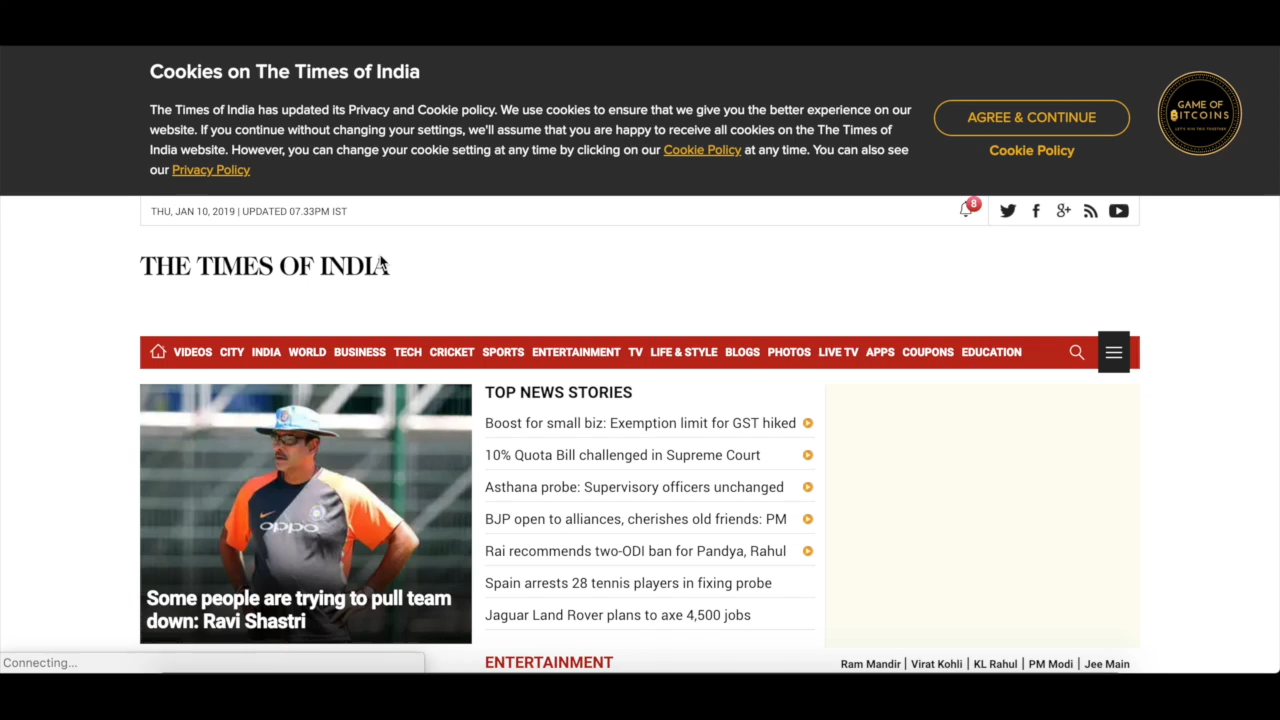 Cookies on The Times of India
The Times of India has updated its Privacy and Cookie policy. We use cookies to ensure that we give you the better experience on our
website. If you continue without changing your settings, we'll assume that you are happy to receive all cookies on the The Times of
India website. However, you can change your cookie setting at any time by clicking on our Cookie Policy at any time. You can also see
our Privacy Policy
AGREE & CONTINUE
Cookie Policy
GAME OF
BITCOINS
LET'S WIN THIS TOGETHER
THU, JAN 10, 2019 | UPDATED 07.33PM IST
8
THE TIMES OF INDIA
VIDEOS CITY INDIA WORLD BUSINESS TECH CRICKET SPORTS ENTERTAINMENT TV LIFE & STYLE BLOGS PHOTOS LIVE TV APPS COUPONS EDUCATION
oppo
Some people are trying to pull team
down: Ravi Shastri
TOP NEWS STORIES
Boost for small biz: Exemption limit for GST hiked
10% Quota Bill challenged in Supreme Court
Asthana probe: Supervisory officers unchanged
BJP open to alliances, cherishes old friends: PM
Rai recommends two-ODI ban for Pandya, Rahul
Spain arrests 28 tennis players in fixing probe
Jaguar Land Rover plans to axe 4,500 jobs
ENTERTAINMENT
Ram Mandir | Virat Kohli | KL Rahul | PM Modi | Jee Main
Connecting...